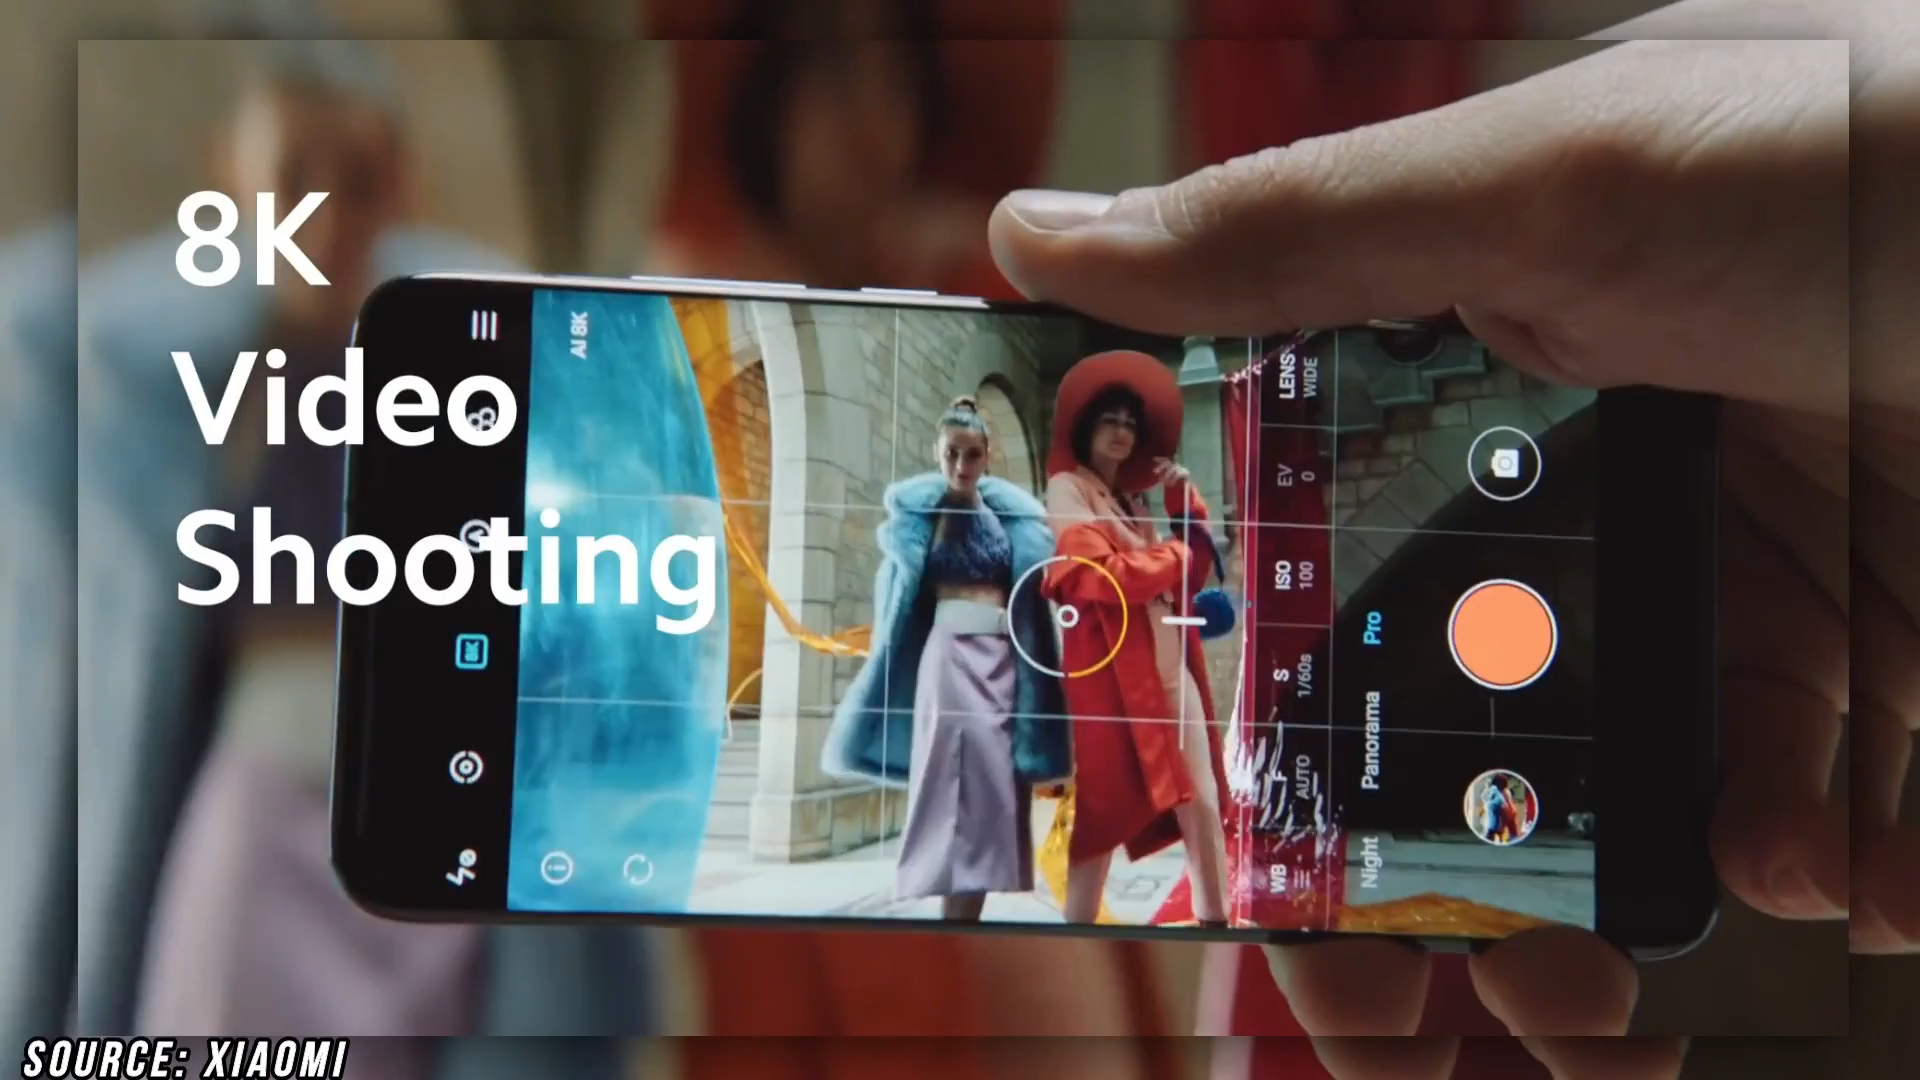 8K
Video
Shooting
AI 8K
8K
LENS
WIDE
EV
0
ISO
100
S
1/60s
F
AUTO
WB
Pro
Panorama
Night
SOURCE: XIAOMI